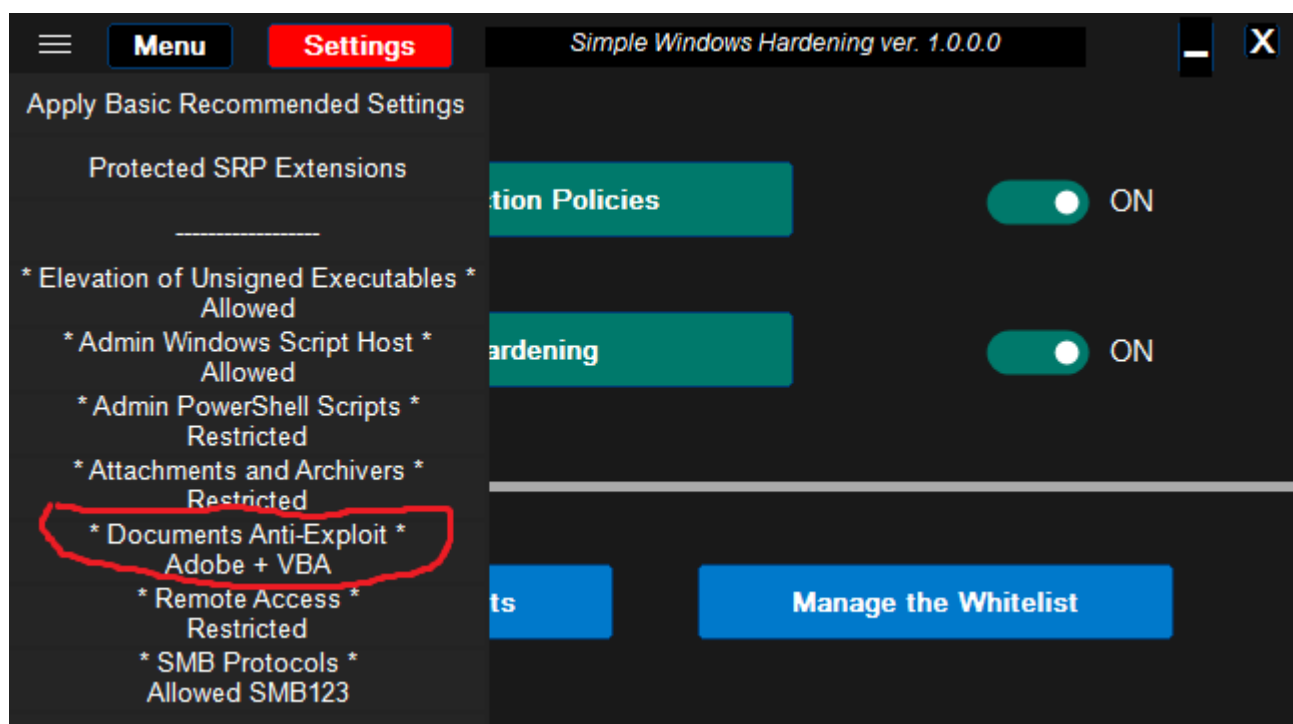 Menu
Settings
Simple Windows Hardening ver. 1.0.0.0
X
Apply Basic Recommended Settings
Protected SRP Extensions
------------------
tion Policies
ON
* Elevation of Unsigned Executables *
Allowed
* Admin Windows Script Host *
Allowed
ardening
ON
* Admin PowerShell Scripts *
Restricted
* Attachments and Archivers *
Restricted
* Documents Anti-Exploit *
Adobe + VBA
* Remote Access *
Restricted
ts
Manage the Whitelist
* SMB Protocols *
Allowed SMB123